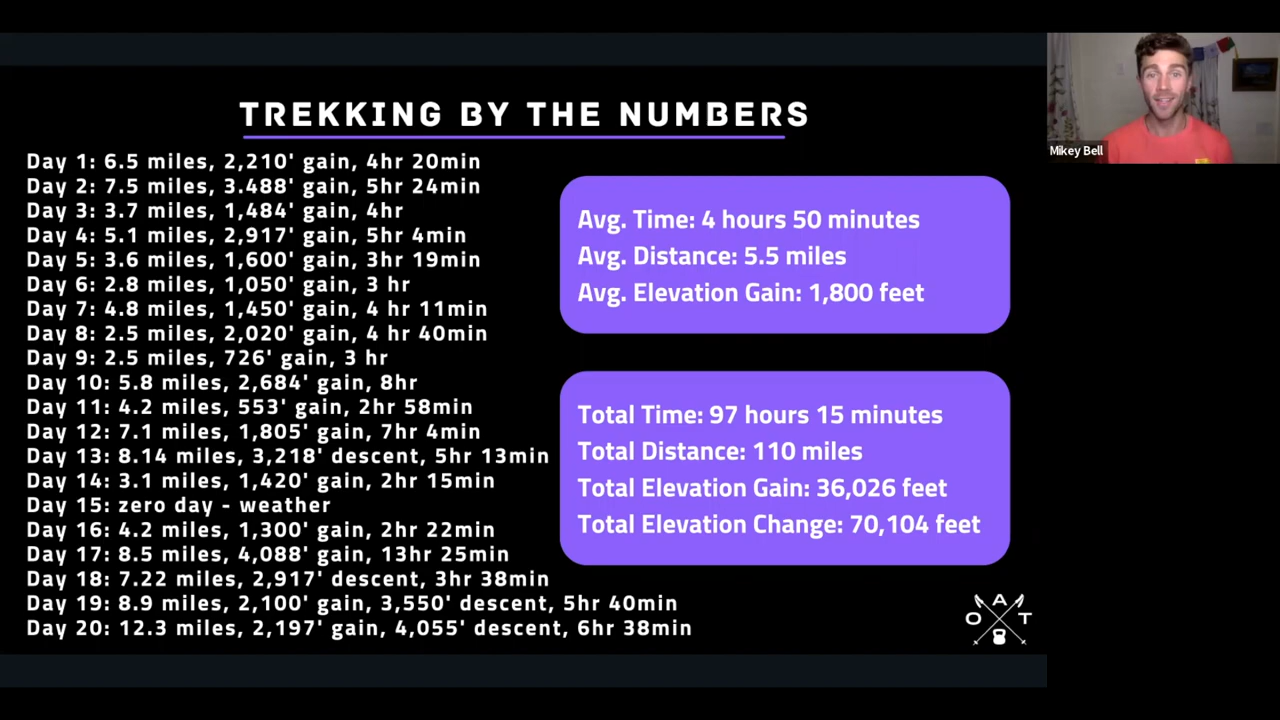 TREKKING BY THE NUMBERS
Day 1: 6.5 miles, 2,210' gain, 4hr 20min
Day 2: 7.5 miles, 3.488' gain, 5hr 24min
Day 3: 3.7 miles, 1,484' gain, 4hr
Day 4: 5.1 miles, 2,917' gain, 5hr 4min
Day 5: 3.6 miles, 1,600' gain, 3hr 19min
Day 6: 2.8 miles, 1,050' gain, 3 hr
Day 7: 4.8 miles, 1,450' gain, 4 hr 11min
Day 8: 2.5 miles, 2,020' gain, 4 hr 40min
Day 9: 2.5 miles, 726' gain, 3 hr
Day 10: 5.8 miles, 2,684' gain, 8hr
Day 11: 4.2 miles, 553' gain, 2hr 58min
Day 12: 7.1 miles, 1,805' gain, 7hr 4min
Day 13: 8.14 miles, 3,218' descent, 5hr 13min
Day 14: 3.1 miles, 1,420' gain, 2hr 15min
Day 15: zero day - weather
Day 16: 4.2 miles, 1,300' gain, 2hr 22min
Day 17: 8.5 miles, 4,088' gain, 13hr 25min
Day 18: 7.22 miles, 2,917' descent, 3hr 38min
Day 19: 8.9 miles, 2,100' gain, 3,550' descent, 5hr 40min
Day 20: 12.3 miles, 2,197' gain, 4,055' descent, 6hr 38min
Avg. Time: 4 hours 50 minutes
Avg. Distance: 5.5 miles
Avg. Elevation Gain: 1,800 feet
Total Time: 97 hours 15 minutes
Total Distance: 110 miles
Total Elevation Gain: 36,026 feet
Total Elevation Change: 70,104 feet
O A T
Mikey Bell